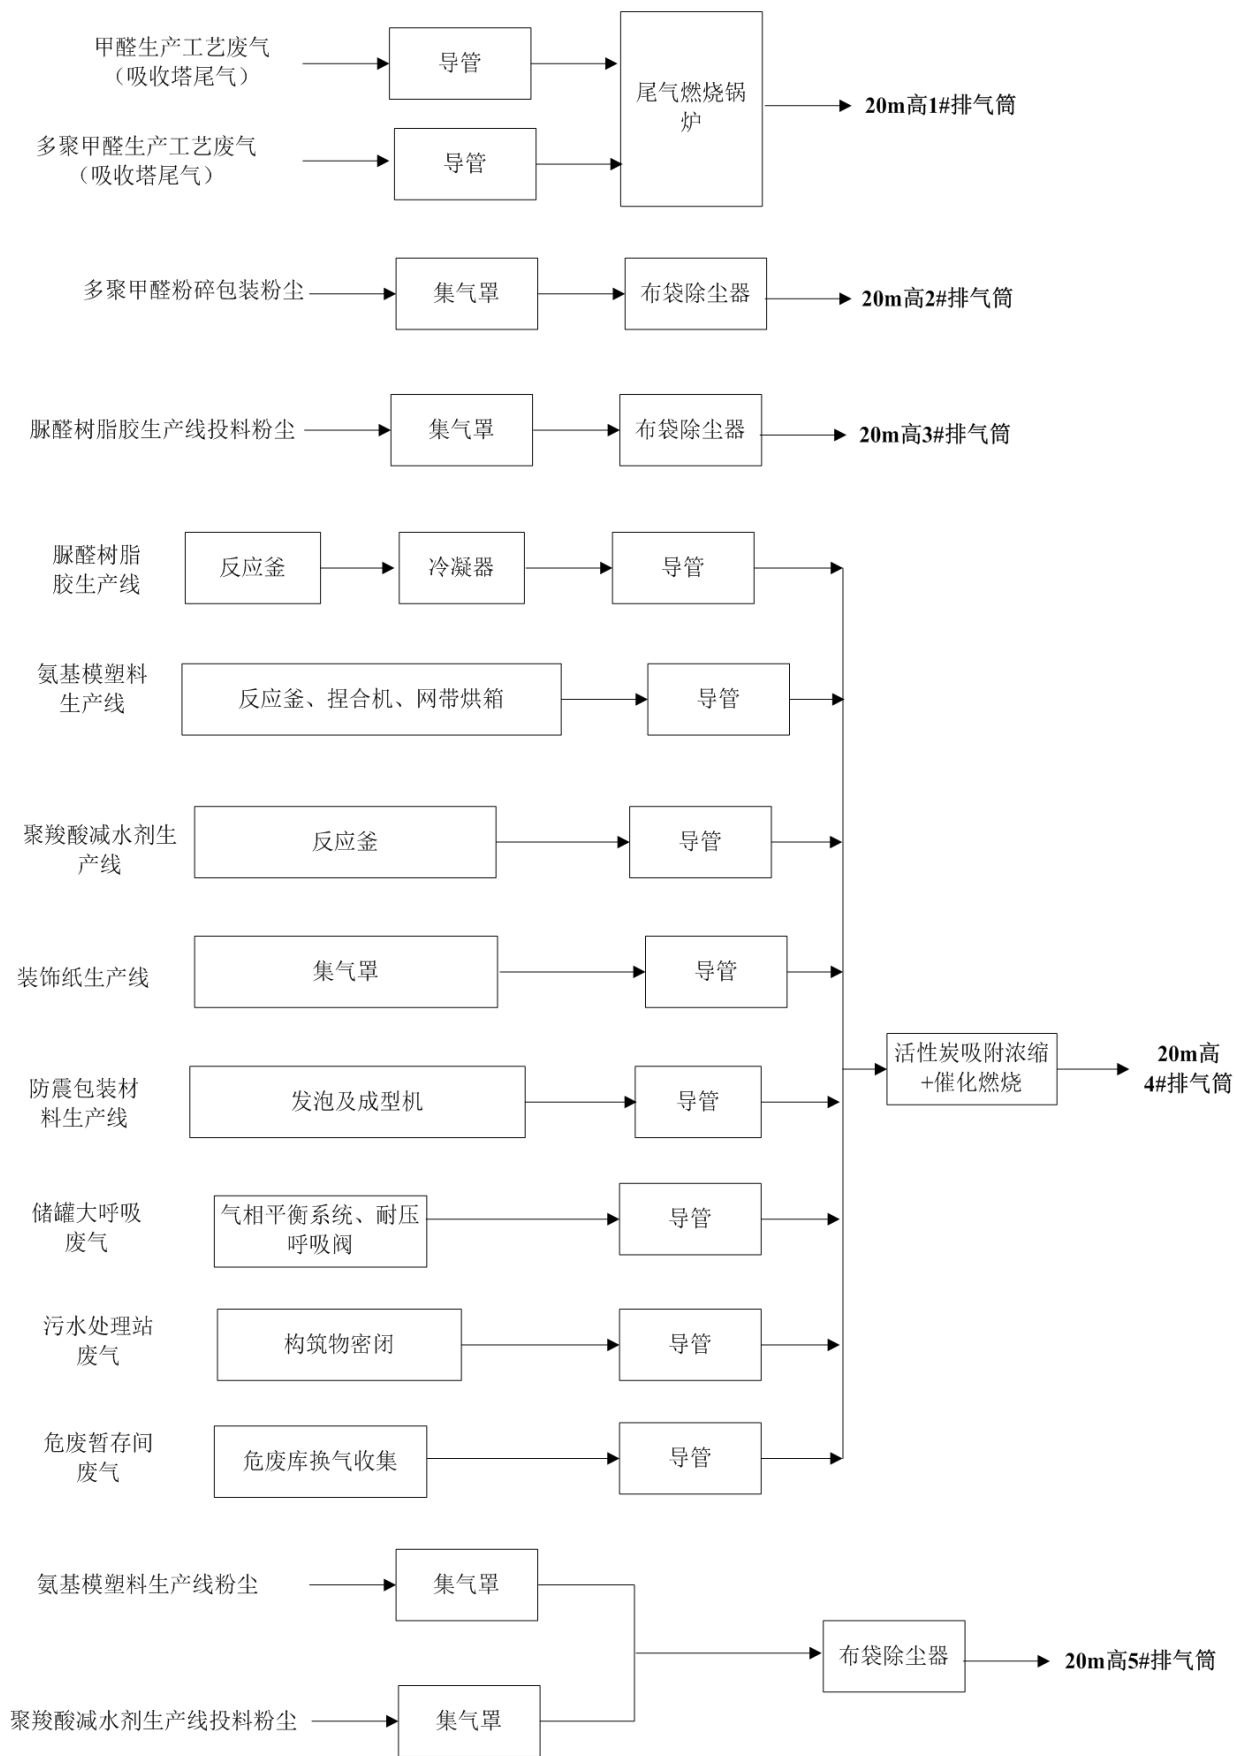 甲醛生产工艺废气
（吸收塔尾气）
导管
多聚甲醛生产工艺废气
（吸收塔尾气）
导管
尾气燃烧锅
炉
20m高1#排气筒
多聚甲醛粉碎包装粉尘
集气罩
布袋除尘器
20m高2#排气筒
脲醛树脂胶生产线投料粉尘
集气罩
布袋除尘器
20m高3#排气筒
脲醛树脂
胶生产线
反应釜
冷凝器
导管
氨基模塑料
生产线
反应釜、捏合机、网带烘箱
导管
聚羧酸减水剂生
产线
反应釜
导管
装饰纸生产线
集气罩
导管
防震包装材
料生产线
发泡及成型机
导管
储罐大呼吸
废气
气相平衡系统、耐压
呼吸阀
导管
污水处理站
废气
构筑物密闭
导管
危废暂存间
废气
危废库换气收集
导管
活性炭吸附浓缩
+催化燃烧
20m高
4#排气筒
氨基模塑料生产线粉尘
集气罩
聚羧酸减水剂生产线投料粉尘
集气罩
布袋除尘器
20m高5#排气筒